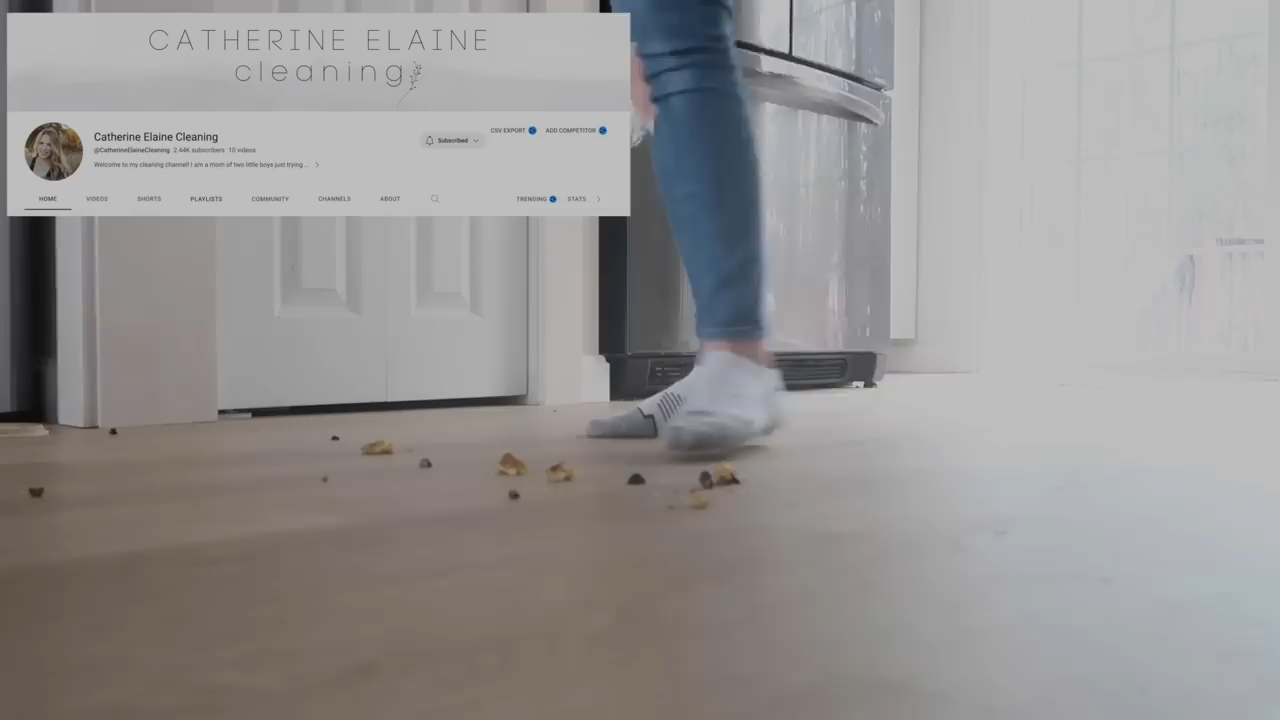 CATHERINE ELAINE
cleaning
Catherine Elaine Cleaning
@CatherineElaineCleaning 2.44K subscribers 10 videos
Welcome to my cleaning channel! I am a mom of two little boys just trying ...
Subscribed
CSV EXPORT ADD COMPETITOR
HOME VIDEOS SHORTS PLAYLISTS COMMUNITY CHANNELS ABOUT TRENDING STATS